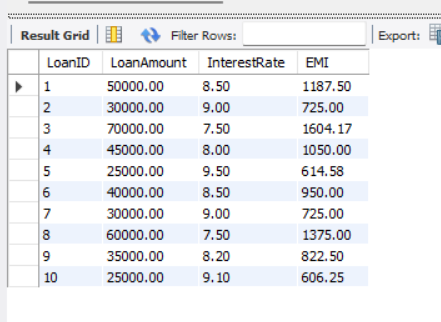 Result Grid Filter Rows: Export:
LoanID LoanAmount InterestRate EMI
1 50000.00 8.50 1187.50
2 30000.00 9.00 725.00
3 70000.00 7.50 1604.17
4 45000.00 8.00 1050.00
5 25000.00 9.50 614.58
6 40000.00 8.50 950.00
7 30000.00 9.00 725.00
8 60000.00 7.50 1375.00
9 35000.00 8.20 822.50
10 25000.00 9.10 606.25